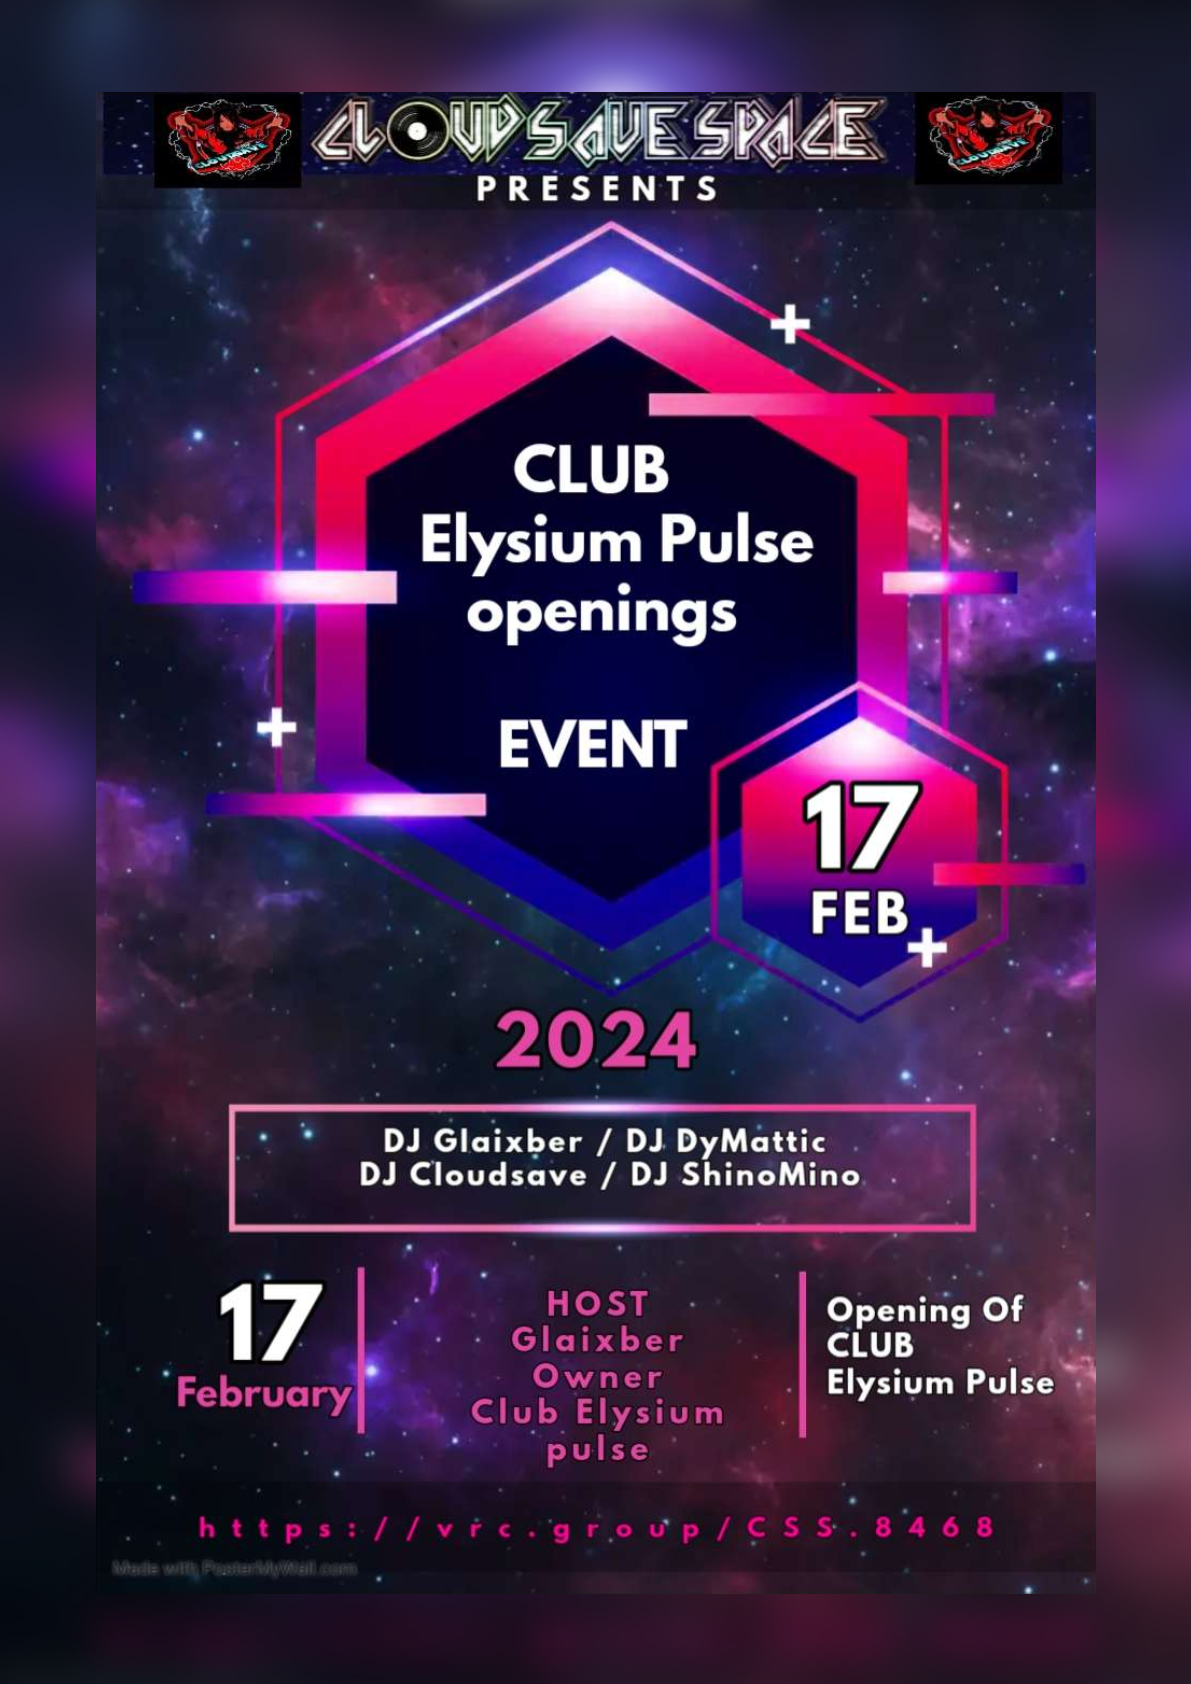 CLOUDSAVE SPACE
PRESENTS
CLUB
Elysium Pulse
openings
EVENT
17
FEB
2024
DJ Glaixber / DJ DyMattic
DJ Cloudsave / DJ ShinoMino
17
February
HOST
Glaixber
Owner
Club Elysium
pulse
Opening Of
CLUB
Elysium Pulse
https://vrc.group/CSS.8468
Made with PosterMyWall.com